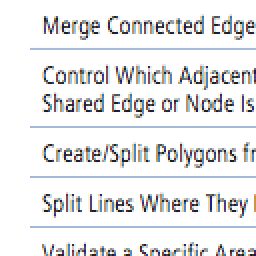 Merge Connected Edge
Control Which Adjacent
Shared Edge or Node Is
Create/Split Polygons fr
Split Lines Where They
Validate a Specific Area